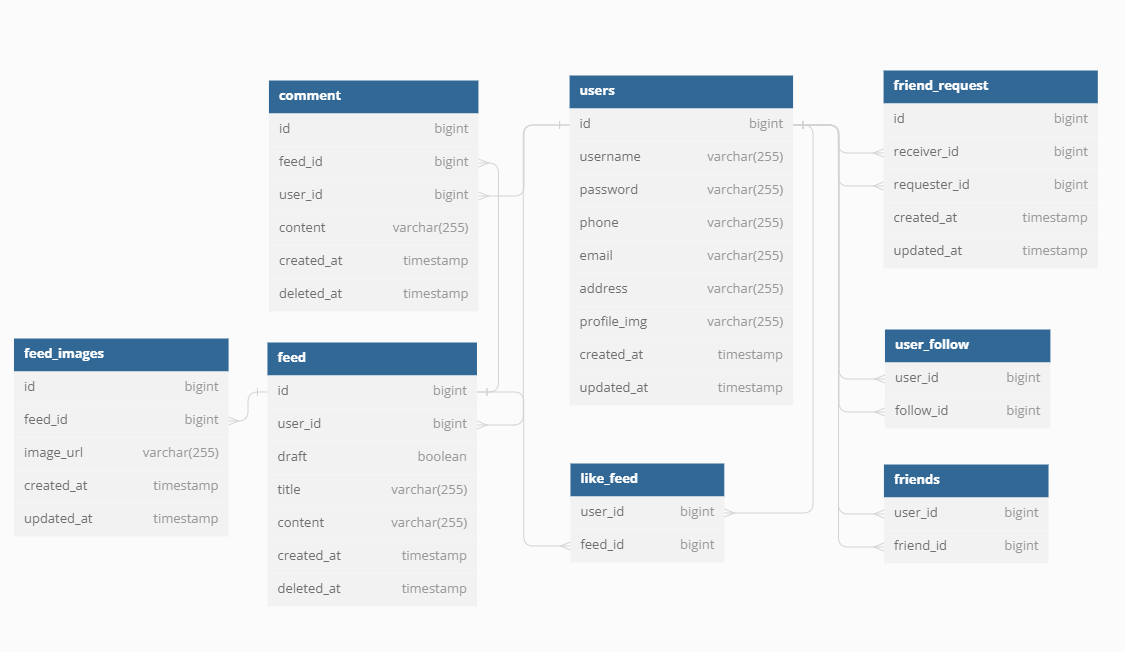 comment
id bigint
feed_id bigint
user_id bigint
content varchar(255)
created_at timestamp
deleted_at timestamp
users
id bigint
username varchar(255)
password varchar(255)
phone varchar(255)
email varchar(255)
address varchar(255)
profile_img varchar(255)
created_at timestamp
updated_at timestamp
friend_request
id bigint
receiver_id bigint
requester_id bigint
created_at timestamp
updated_at timestamp
feed_images
id bigint
feed_id bigint
image_url varchar(255)
created_at timestamp
updated_at timestamp
feed
id bigint
user_id bigint
draft boolean
title varchar(255)
content varchar(255)
created_at timestamp
deleted_at timestamp
like_feed
user_id bigint
feed_id bigint
user_follow
user_id bigint
follow_id bigint
friends
user_id bigint
friend_id bigint